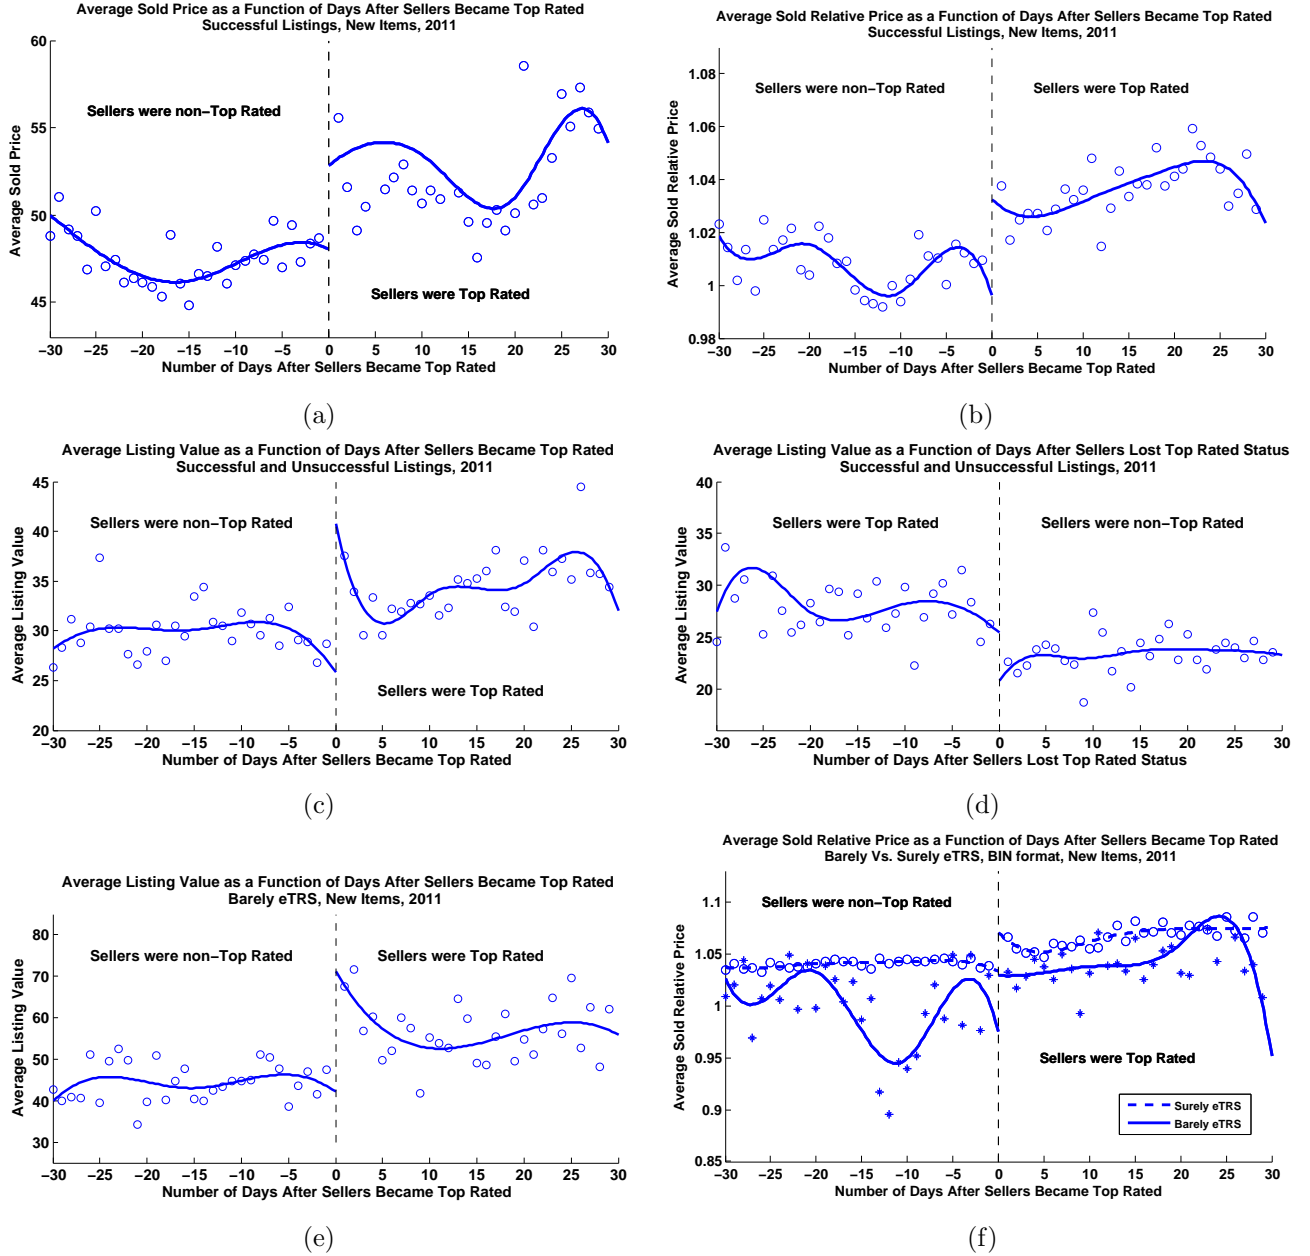 Average Sold Price as a Function of Days After Sellers Became Top Rated
Successful Listings, New Items, 2011
60
55
50
45
Average Sold Price
Sellers were non−Top Rated
Sellers were Top Rated
−30 −25 −20 −15 −10 −5 0 5 10 15 20 25 30
Number of Days After Sellers Became Top Rated
(a)
Average Sold Relative Price as a Function of Days After Sellers Became Top Rated
Successful Listings, New Items, 2011
1.08
1.06
1.04
1.02
1
0.98
Average Sold Relative Price
Sellers were non−Top Rated
Sellers were Top Rated
−30 −25 −20 −15 −10 −5 0 5 10 15 20 25 30
Number of Days After Sellers Became Top Rated
(b)
Average Listing Value as a Function of Days After Sellers Became Top Rated
Successful and Unsuccessful Listings, 2011
45
40
35
30
25
20
Average Listing Value
Sellers were non−Top Rated
Sellers were Top Rated
−30 −25 −20 −15 −10 −5 0 5 10 15 20 25 30
Number of Days After Sellers Became Top Rated
(c)
Average Listing Value as a Function of Days After Sellers Lost Top Rated Status
Successful and Unsuccessful Listings, 2011
40
35
30
25
20
Average Listing Value
Sellers were Top Rated
Sellers were non−Top Rated
−30 −25 −20 −15 −10 −5 0 5 10 15 20 25 30
Number of Days After Sellers Lost Top Rated Status
(d)
Average Listing Value as a Function of Days After Sellers Became Top Rated
Barely eTRS, New Items, 2011
80
70
60
50
40
30
Average Listing Value
Sellers were non−Top Rated
Sellers were Top Rated
−30 −25 −20 −15 −10 −5 0 5 10 15 20 25 30
Number of Days After Sellers Became Top Rated
(e)
Average Sold Relative Price as a Function of Days After Sellers Became Top Rated
Barely Vs. Surely eTRS, BIN format, New Items, 2011
1.1
1.05
1
0.95
0.9
0.85
Average Sold Relative Price
Sellers were non−Top Rated
Sellers were Top Rated
Surely eTRS
Barely eTRS
−30 −25 −20 −15 −10 −5 0 5 10 15 20 25 30
Number of Days After Sellers Became Top Rated
(f)